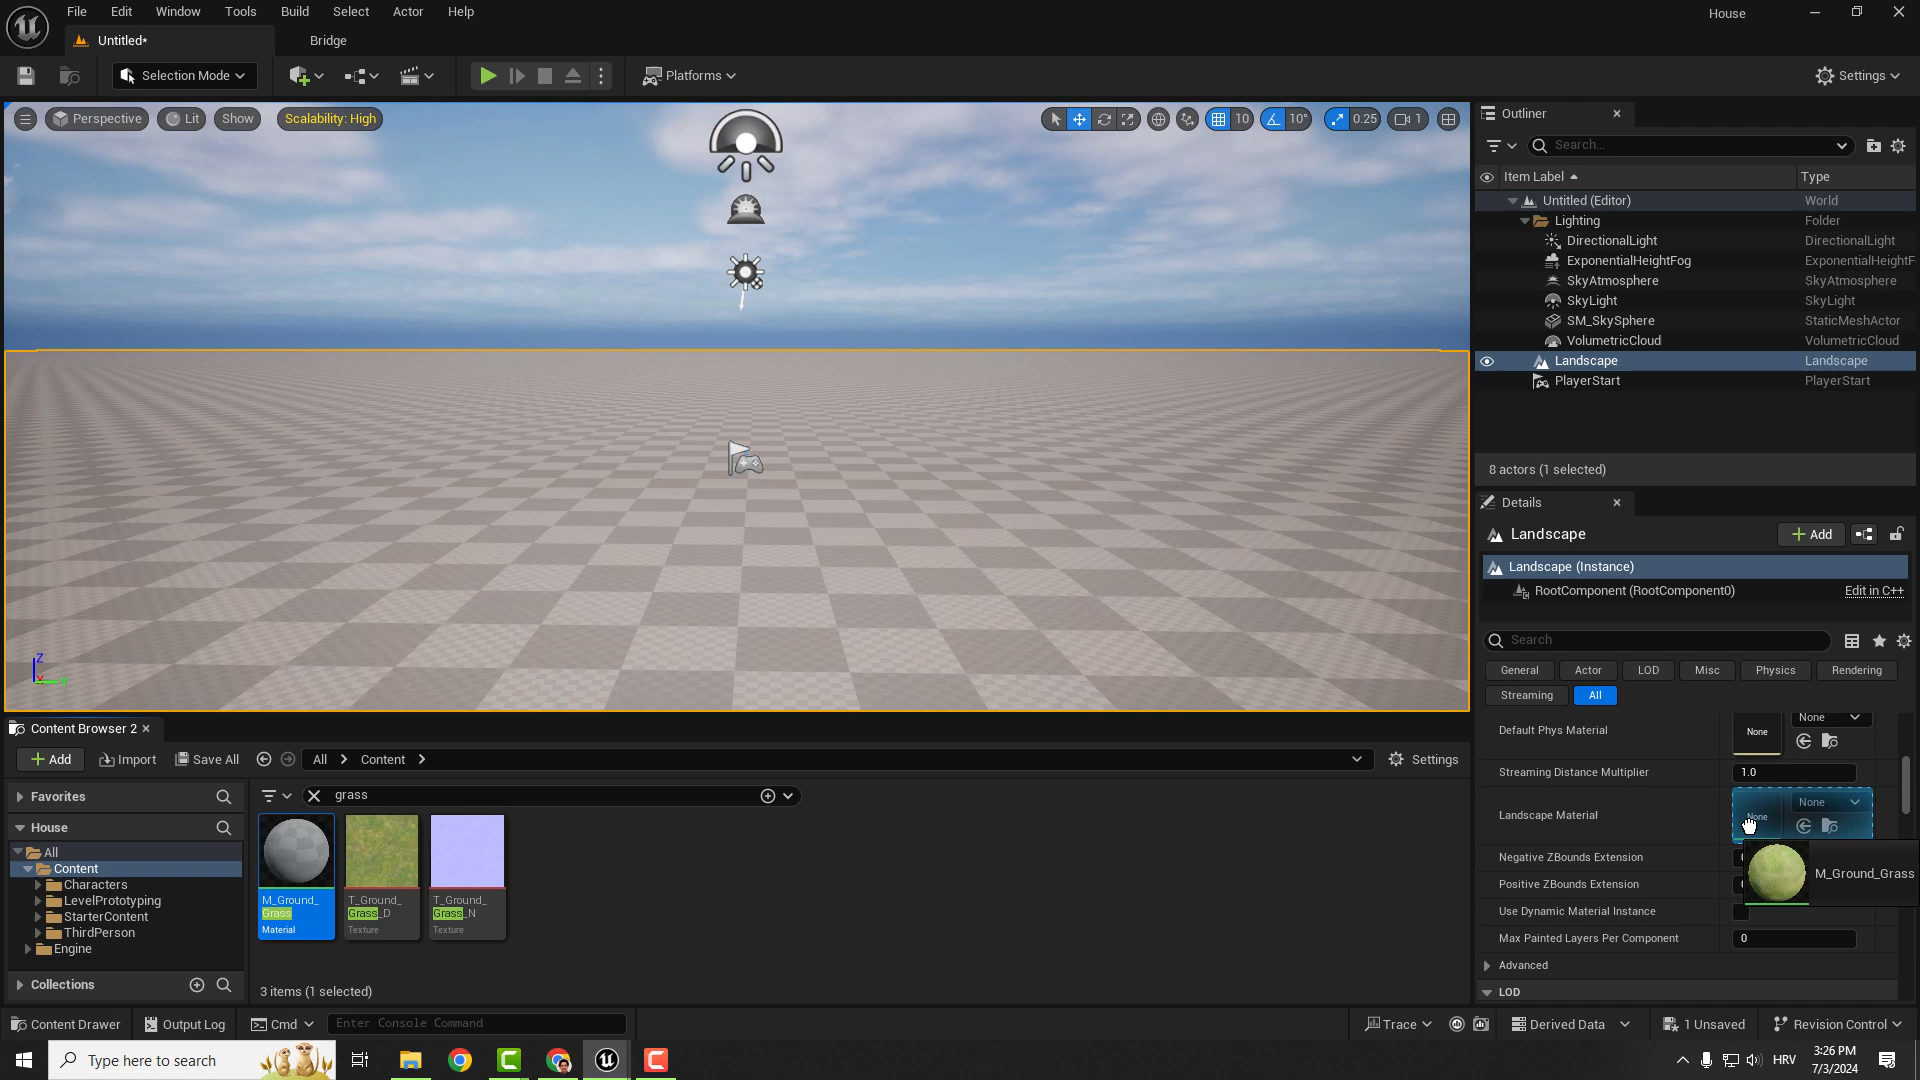 File Edit Window Tools Build Select Actor Help
House
Untitled*
Bridge
Selection Mode
Platforms
Settings
Perspective Lit Show Scalability: High
10 10° 0.25 1
Outliner
Search...
Item Label Type
Untitled (Editor) World
Lighting Folder
DirectionalLight DirectionalLight
ExponentialHeightFog ExponentialHeightF
SkyAtmosphere SkyAtmosphere
SkyLight SkyLight
SM_SkySphere StaticMeshActor
VolumetricCloud VolumetricCloud
Landscape Landscape
PlayerStart PlayerStart
8 actors (1 selected)
Details
Landscape
Add
Landscape (Instance)
RootComponent (RootComponent0) Edit in C++
Search
General Actor LOD Misc Physics Rendering
Streaming All
Default Phys Material None None
Streaming Distance Multiplier 1.0
Landscape Material None None
Negative ZBounds Extension
Positive ZBounds Extension
M_Ground_Grass
Use Dynamic Material Instance
Max Painted Layers Per Component 0
Advanced
LOD
Z
Content Browser 2
Add Import Save All All Content Settings
Favorites
House
All
Content
Characters
LevelPrototyping
StarterContent
ThirdPerson
Engine
Collections
grass
M_Ground_
Grass
Material
T_Ground_
Grass_D
Texture
T_Ground_
Grass_N
Texture
3 items (1 selected)
Content Drawer Output Log Cmd Enter Console Command
Trace Derived Data 1 Unsaved Revision Control
Type here to search
HRV
3:26 PM
7/3/2024